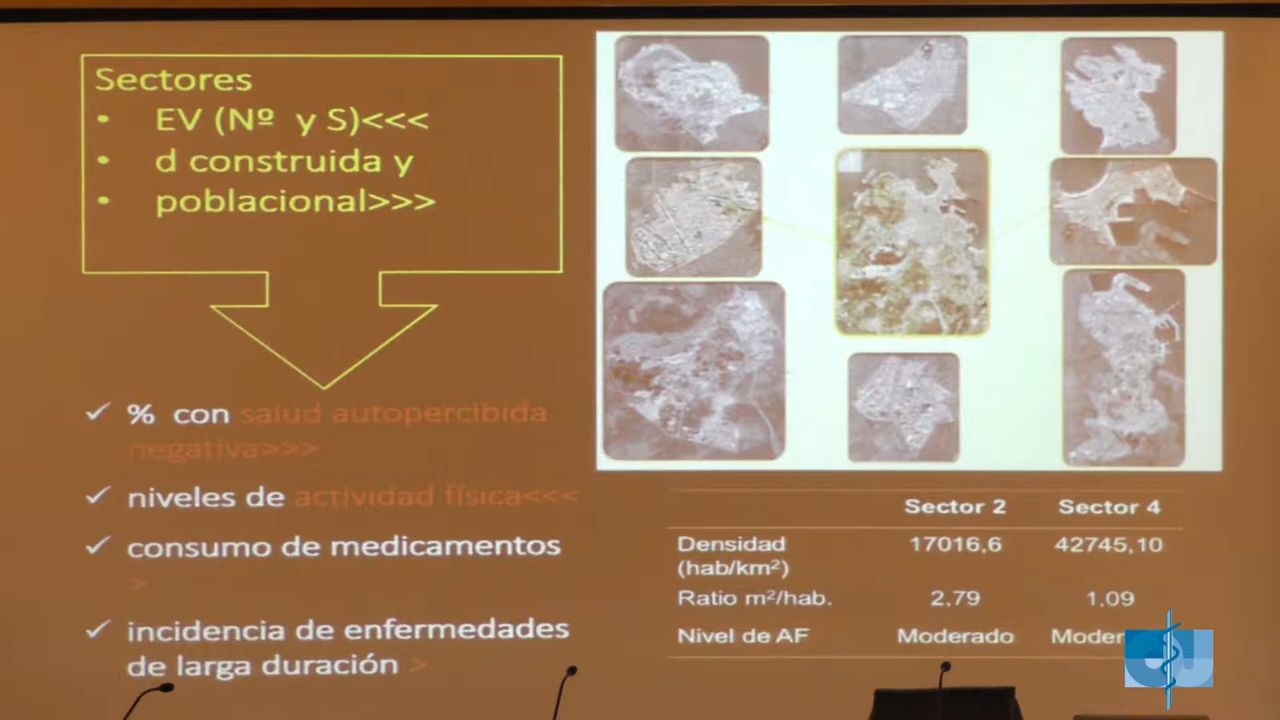 Sectores
• EV (Nº y S)<<<
• d construida y
• poblacional>>>
✓ % con salud autopercibida
negativa>>>
✓ niveles de actividad física<<<
✓ consumo de medicamentos
>
✓ incidencia de enfermedades
de larga duración >
Sector 2 Sector 4
Densidad 17016,6 42745,10
(hab/km²)
Ratio m²/hab. 2,79 1,09
Nivel de AF Moderado Moder